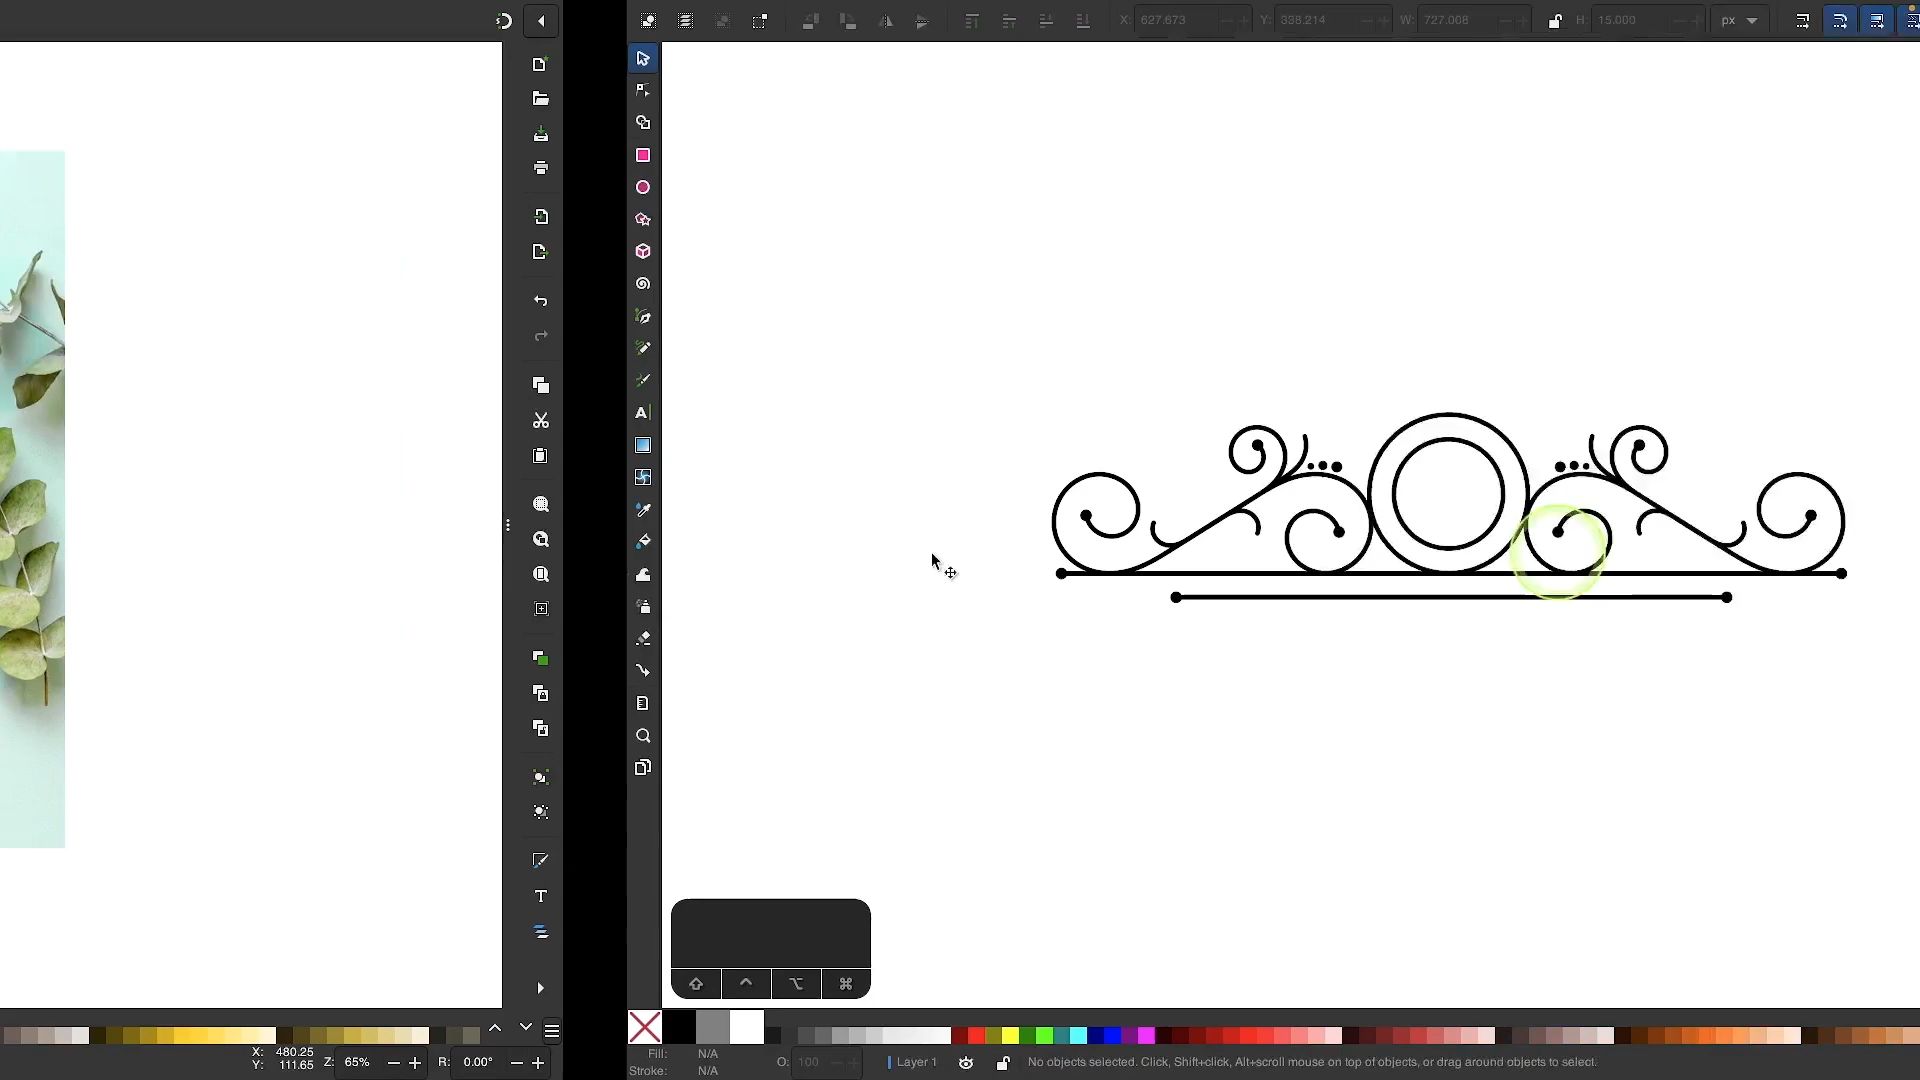 X: 627.673
Y: 338.214
W: 727.008
H: 15.000
px
X: 480.25
Y: 111.65
Z: 65%
R: 0.00°
Fill: N/A
Stroke: N/A
O: 100
Layer 1
No objects selected. Click, Shift+click, Alt+scroll mouse on top of objects, or drag around objects to select.